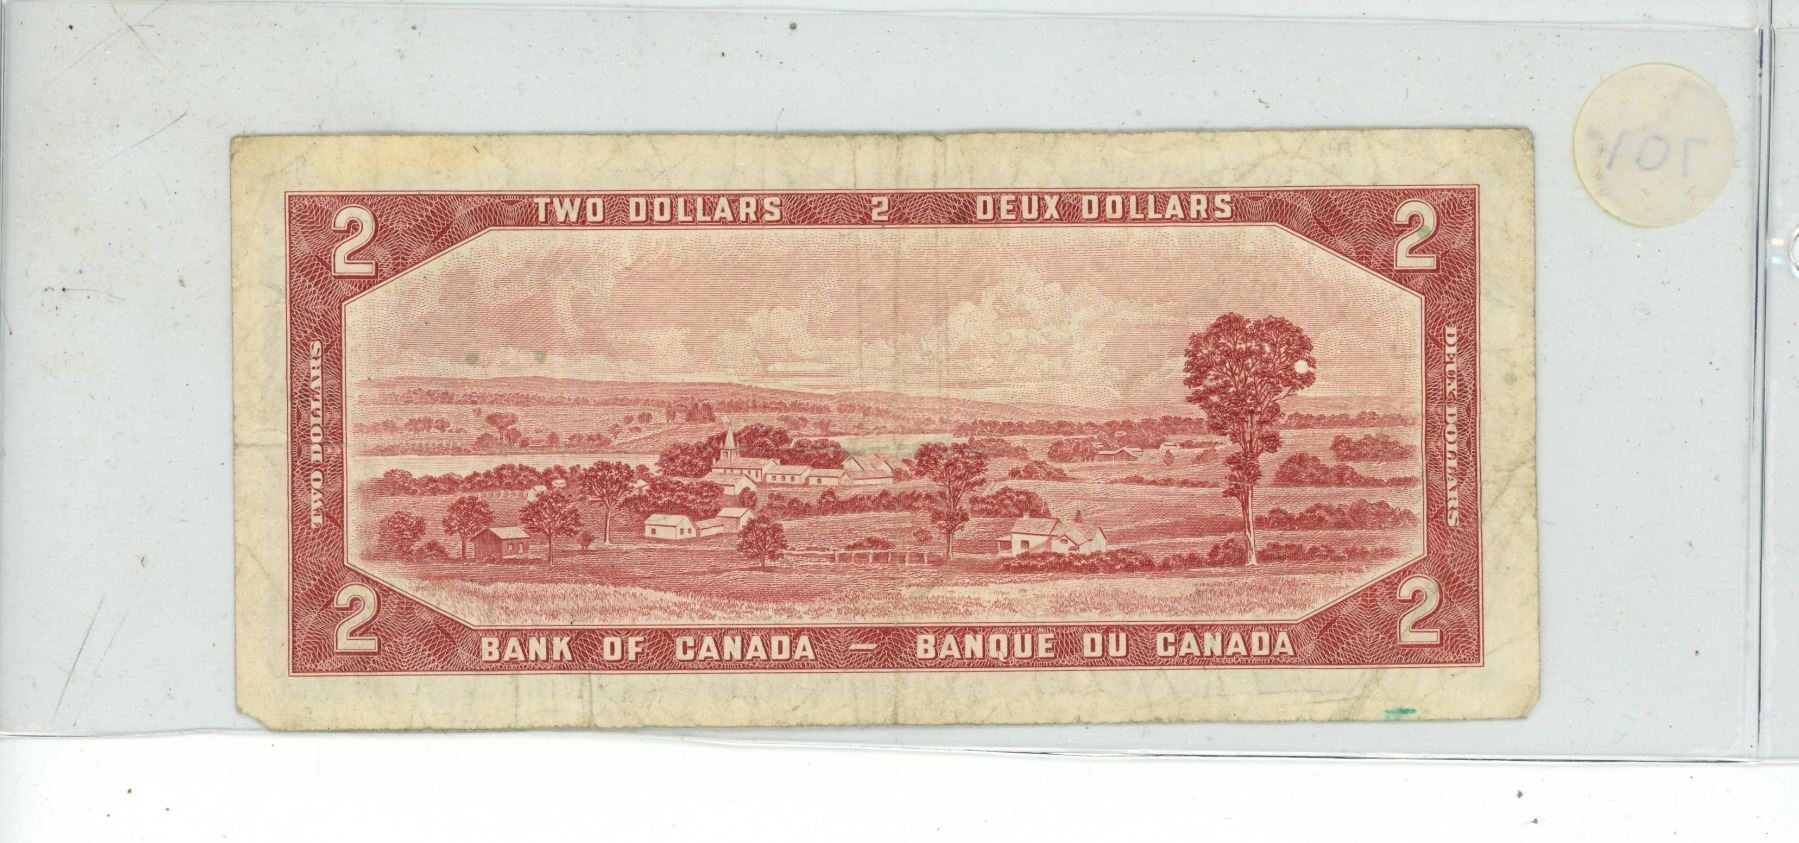 TWO DOLLARS 2 DEUX DOLLARS
2
2
TWO DOLLARS
DEUX DOLLARS
2
2
BANK OF CANADA – BANQUE DU CANADA